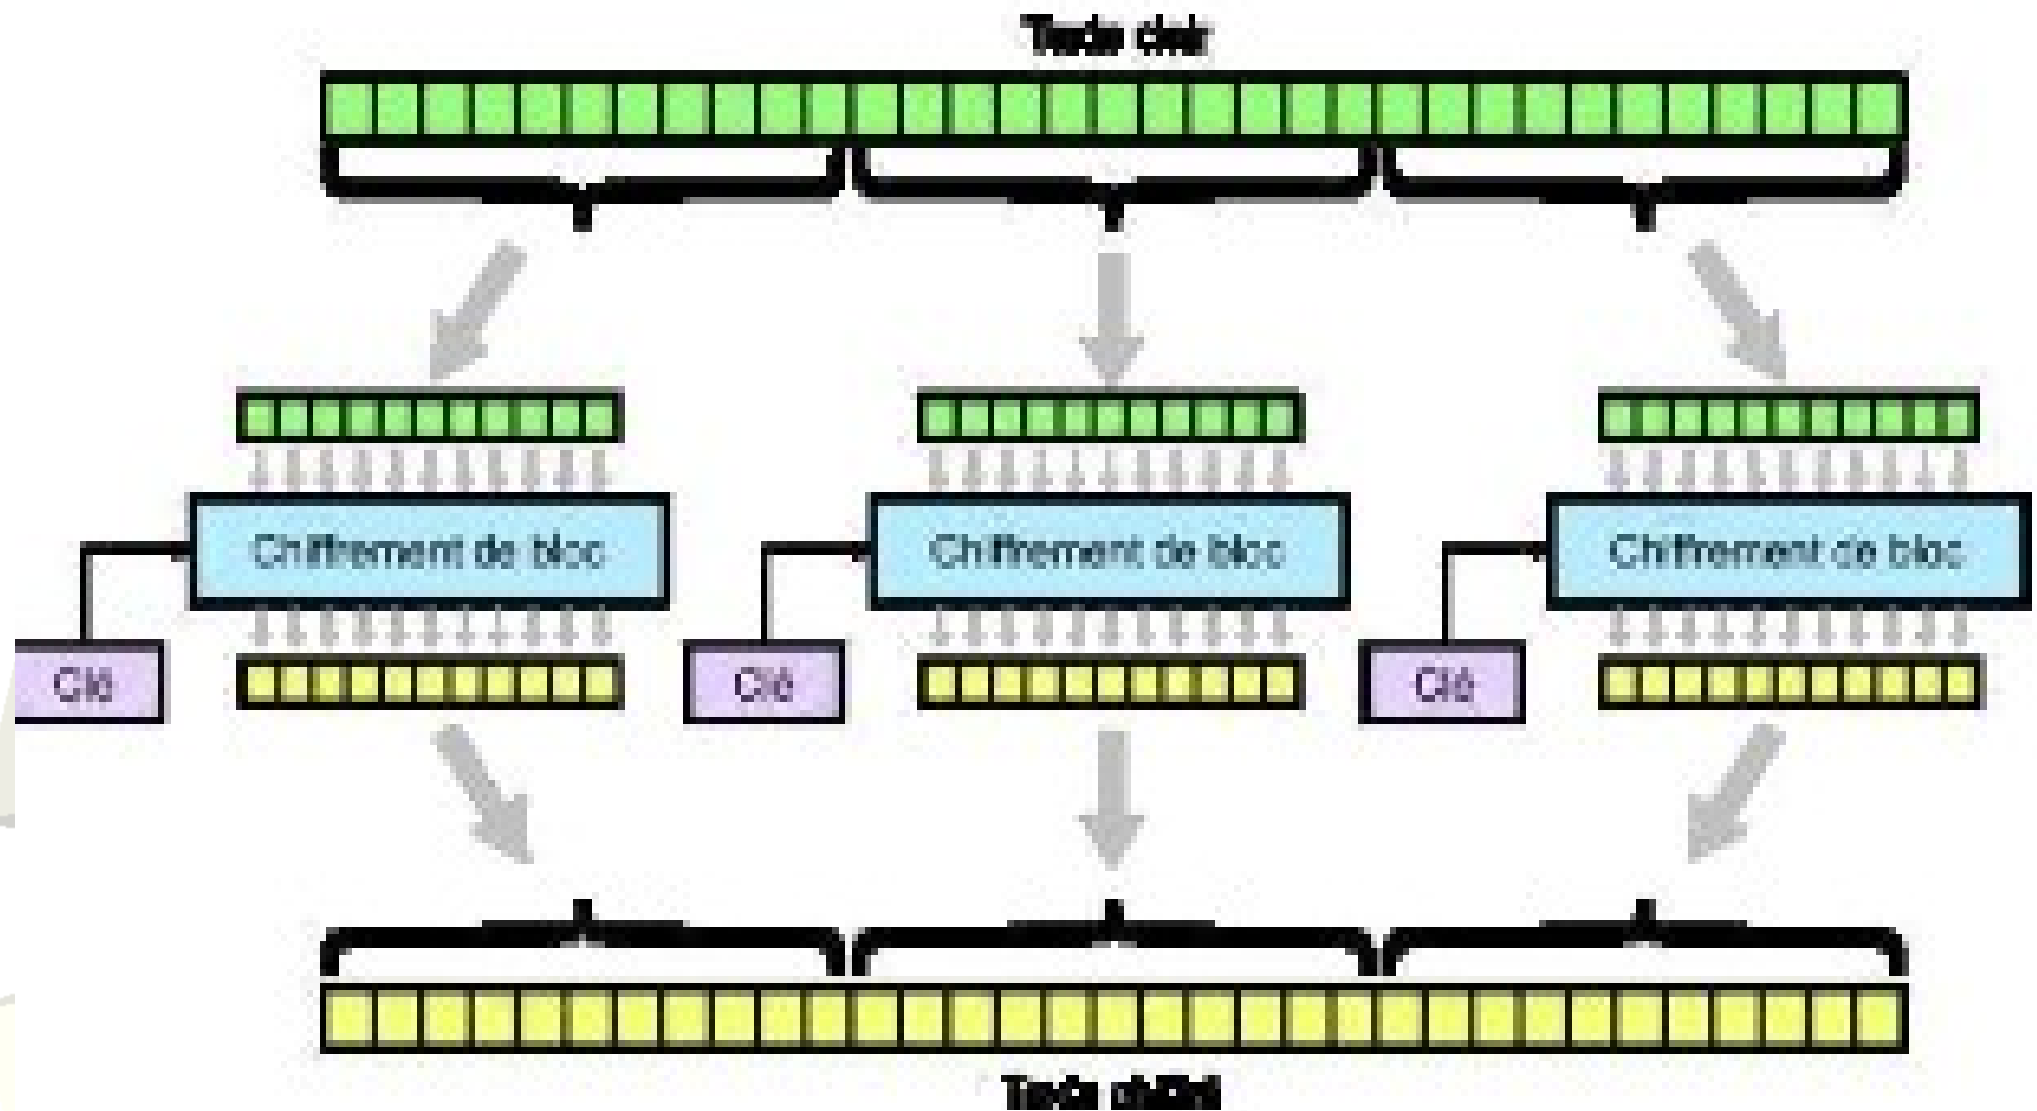 Texte clair
Chiffrement de bloc
Chiffrement de bloc
Chiffrement de bloc
Clé
Clé
Clé
Texte chiffré